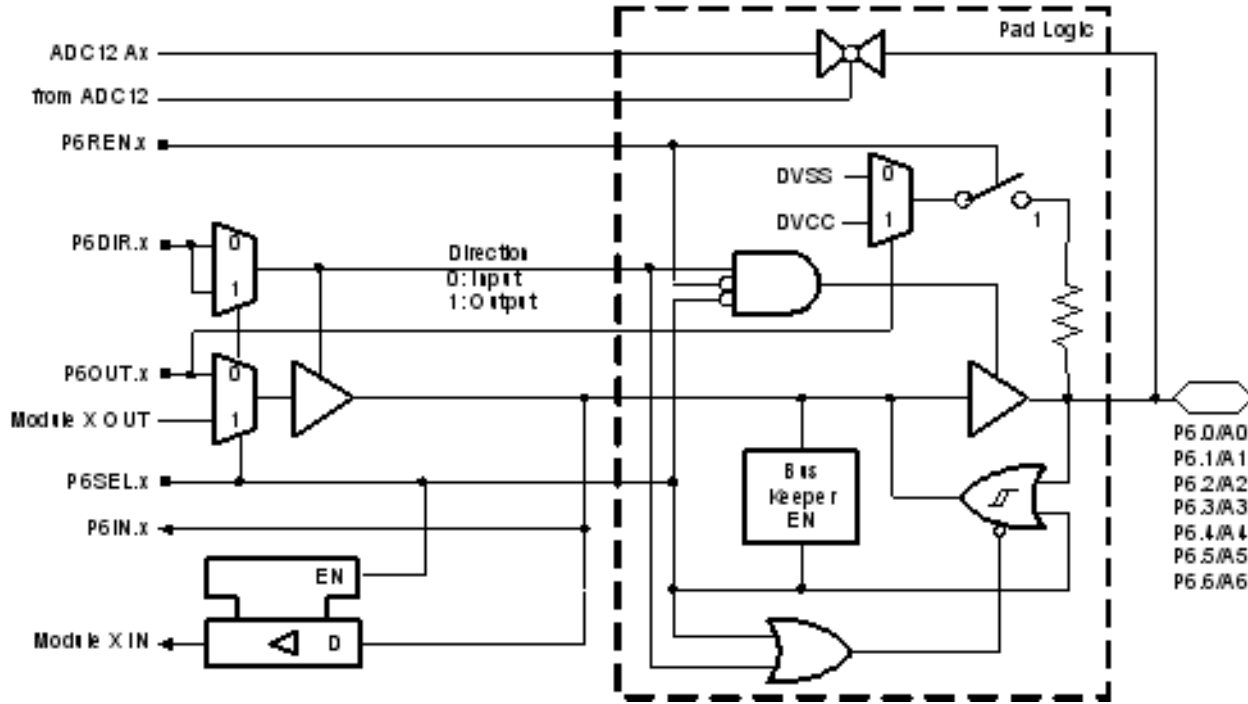 Pad Logic
ADC12 Ax
from ADC12
P6REN.x
DVSS
0
DVCC
1
1
P6DIR.x
0
1
Direction
0: Input
1: Output
P6OUT.x
0
Module X OUT
1
P6SEL.x
P6IN.x
Bus
Keeper
EN
EN
Module X IN
D
P6.0/A0
P6.1/A1
P6.2/A2
P6.3/A3
P6.4/A4
P6.5/A5
P6.6/A6